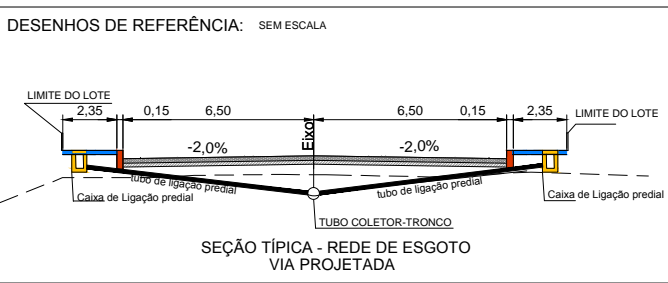 DESENHOS DE REFERÊNCIA: SEM ESCALA
LIMITE DO LOTE
2,35 0,15 6,50 6,50 0,15 2,35
LIMITE DO LOTE
Eixo
-2,0% -2,0%
tubo de ligação predial tubo de ligação predial
Caixa de Ligação predial Caixa de Ligação predial
TUBO COLETOR-TRONCO
SEÇÃO TÍPICA - REDE DE ESGOTO
VIA PROJETADA